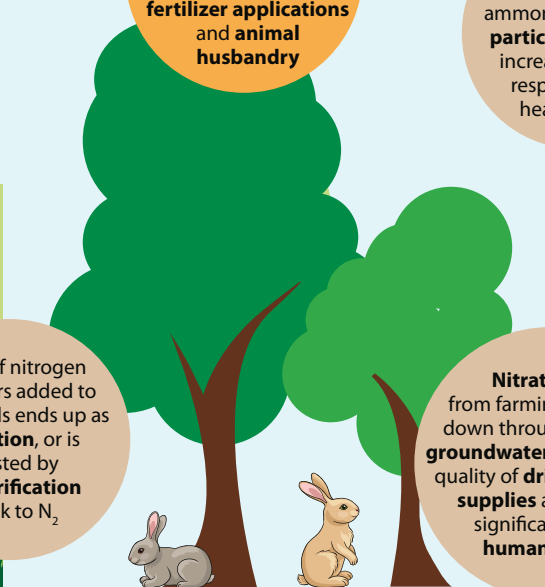 fertilizer applications
and animal
husbandry
ammon
partic
increa
resp
hea
f nitrogen
rs added to
ds ends up as
tion, or is
sted by
rification
k to N₂
Nitrat
from farmin
down throu
groundwater
quality of dr
supplies a
significa
human